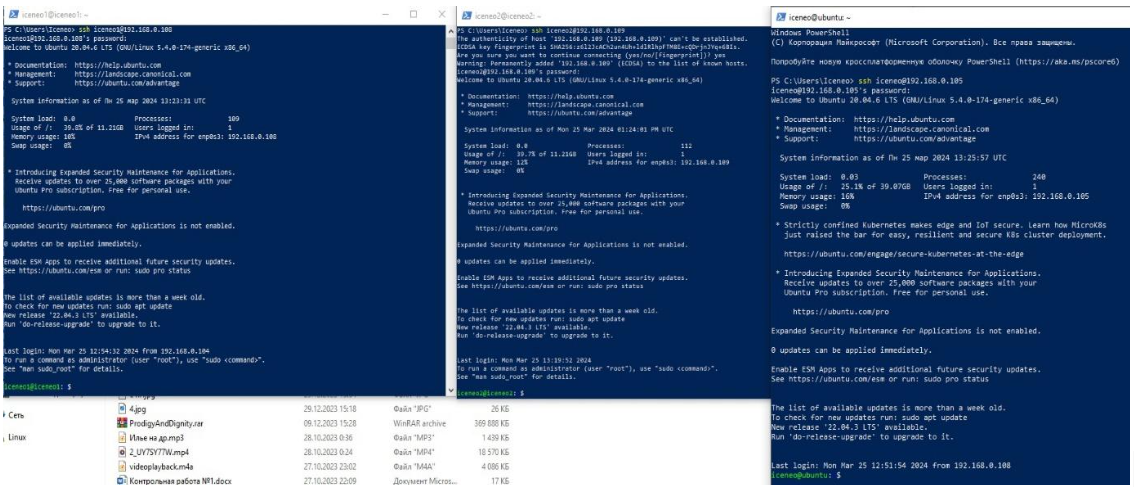 iceneo1@iceneo1: ~
PS C:\Users\Iceneo> ssh iceneo1@192.168.0.108
iceneo1@192.168.0.108's password:
Welcome to Ubuntu 20.04.6 LTS (GNU/Linux 5.4.0-174-generic x86_64)
* Documentation: https://help.ubuntu.com
* Management: https://landscape.canonical.com
* Support: https://ubuntu.com/advantage
System information as of Пн 25 мар 2024 13:23:31 UTC
System load: 0.0 Processes: 109
Usage of /: 39.8% of 11.21GB Users logged in: 1
Memory usage: 10% IPv4 address for enp0s3: 192.168.0.108
Swap usage: 0%
* Introducing Expanded Security Maintenance for Applications.
Receive updates to over 25,000 software packages with your
Ubuntu Pro subscription. Free for personal use.
https://ubuntu.com/pro
Expanded Security Maintenance for Applications is not enabled.
0 updates can be applied immediately.
Enable ESM Apps to receive additional future security updates.
See https://ubuntu.com/esm or run: sudo pro status
The list of available updates is more than a week old.
To check for new updates run: sudo apt update
New release '22.04.3 LTS' available.
Run 'do-release-upgrade' to upgrade to it.
Last login: Mon Mar 25 12:54:32 2024 from 192.168.0.104
To run a command as administrator (user "root"), use "sudo <command>".
See "man sudo_root" for details.
iceneo1@iceneo1: $
iceneo2@iceneo2: ~
PS C:\Users\Iceneo> ssh iceneo2@192.168.0.109
The authenticity of host '192.168.0.109 (192.168.0.109)' can't be established.
ECDSA key fingerprint is
Are you sure you want to continue connecting (yes/no/[fingerprint])? yes
Warning: Permanently added '192.168.0.109' (ECDSA) to the list of known hosts.
iceneo2@192.168.0.109's password:
Welcome to Ubuntu 20.04.6 LTS (GNU/Linux 5.4.0-174-generic x86_64)
* Documentation: https://help.ubuntu.com
* Management: https://landscape.canonical.com
* Support: https://ubuntu.com/advantage
System information as of Mon 25 Mar 2024 01:24:01 PM UTC
System load: 0.0 Processes: 112
Usage of /: 39.7% of 11.21GB Users logged in: 1
Memory usage: 12% IPv4 address for enp0s3: 192.168.0.109
Swap usage: 0%
* Introducing Expanded Security Maintenance for Applications.
Receive updates to over 25,000 software packages with your
Ubuntu Pro subscription. Free for personal use.
https://ubuntu.com/pro
Expanded Security Maintenance for Applications is not enabled.
0 updates can be applied immediately.
Enable ESM Apps to receive additional future security updates.
See https://ubuntu.com/esm or run: sudo pro status
The list of available updates is more than a week old.
To check for new updates run: sudo apt update
New release '22.04.3 LTS' available.
Run 'do-release-upgrade' to upgrade to it.
Last login: Mon Mar 25 13:19:52 2024
To run a command as administrator (user "root"), use "sudo <command>".
See "man sudo_root" for details.
iceneo2@iceneo2: $
iceneo@ubuntu: ~
Windows PowerShell
(C) Корпорация Майкрософт (Microsoft Corporation). Все права защищены.
Попробуйте новую кроссплатформенную оболочку PowerShell (https://aka.ms/pscore6)
PS C:\Users\Iceneo> ssh iceneo@192.168.0.105
iceneo@192.168.0.105's password:
Welcome to Ubuntu 20.04.6 LTS (GNU/Linux 5.4.0-174-generic x86_64)
* Documentation: https://help.ubuntu.com
* Management: https://landscape.canonical.com
* Support: https://ubuntu.com/advantage
System information as of Пн 25 мар 2024 13:25:57 UTC
System load: 0.03 Processes: 240
Usage of /: 25.1% of 39.07GB Users logged in: 1
Memory usage: 16% IPv4 address for enp0s3: 192.168.0.105
Swap usage: 0%
* Strictly confined Kubernetes makes edge and IoT secure. Learn how MicroK8s
just raised the bar for easy, resilient and secure K8s cluster deployment.
https://ubuntu.com/engage/secure-kubernetes-at-the-edge
* Introducing Expanded Security Maintenance for Applications.
Receive updates to over 25,000 software packages with your
Ubuntu Pro subscription. Free for personal use.
https://ubuntu.com/pro
Expanded Security Maintenance for Applications is not enabled.
0 updates can be applied immediately.
Enable ESM Apps to receive additional future security updates.
See https://ubuntu.com/esm or run: sudo pro status
The list of available updates is more than a week old.
To check for new updates run: sudo apt update
New release '22.04.3 LTS' available.
Run 'do-release-upgrade' to upgrade to it.
Last login: Mon Mar 25 12:51:54 2024 from 192.168.0.108
iceneo@ubuntu: $
Сеть
Linux
4.jpg 29.12.2023 15:18 Файл "JPG" 26 КБ
ProdigyAndDignity.rar 09.12.2023 15:28 WinRAR archive 369 888 КБ
Илье на др.mp3 28.10.2023 0:36 Файл "MP3" 1 439 КБ
2_UY7SY77W.mp4 28.10.2023 0:24 Файл "MP4" 18 570 КБ
videoplayback.m4a 27.10.2023 23:02 Файл "M4A" 4 086 КБ
Контрольная работа №1.docx 27.10.2023 22:09 Документ Micros... 17 КБ